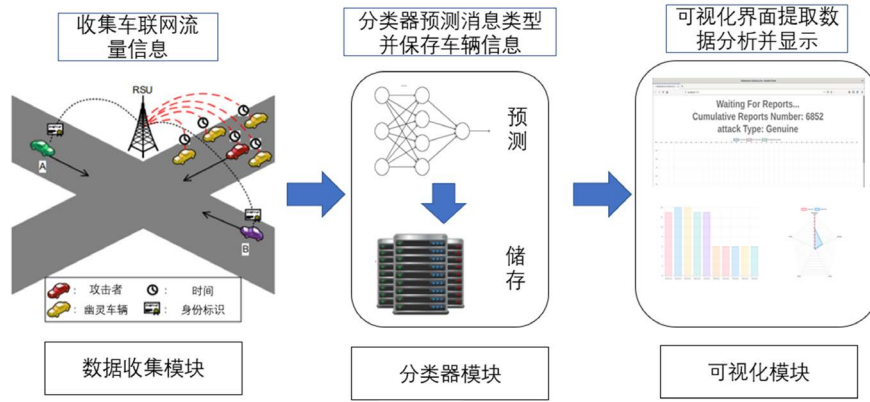 收集车联网流
量信息
分类器预测消息类型
并保存车辆信息
可视化界面提取数
据分析并显示
RSU
A
B
攻击者
时间
幽灵车辆
身份标识
预
测
储
存
Waiting For Reports...
Cumulative Reports Number: 6852
attack Type: Genuine
数据收集模块
分类器模块
可视化模块